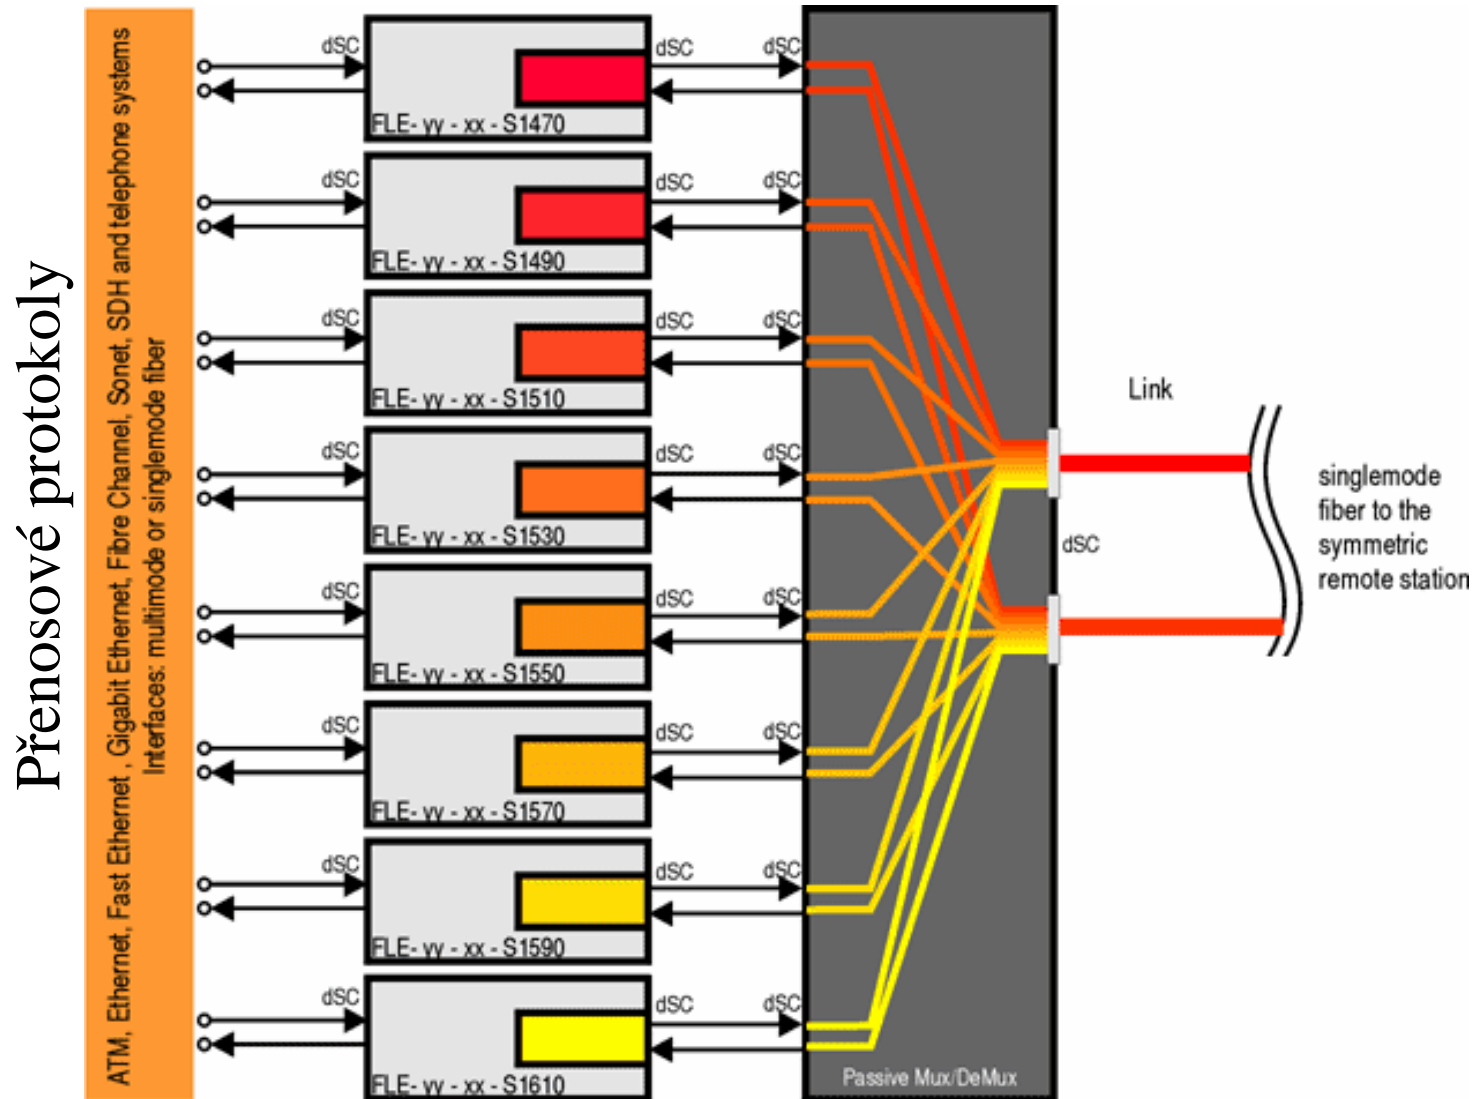 Přenosové protokoly
ATM, Ethernet, Fast Ethernet , Gigabit Ethernet, Fibre Channel, Sonet, SDH and telephone systems
Interfaces: multimode or singlemode fiber
dSC
dSC
dSC
FLE- yy - xx - S1470
dSC
dSC
dSC
FLE- yy - xx - S1490
dSC
dSC
dSC
FLE- yy - xx - S1510
dSC
dSC
dSC
FLE- yy - xx - S1530
dSC
dSC
dSC
FLE- yy - xx - S1550
dSC
dSC
dSC
FLE- yy - xx - S1570
dSC
dSC
dSC
FLE- yy - xx - S1590
dSC
dSC
dSC
FLE- yy - xx - S1610
Passive Mux/DeMux
Link
dSC
singlemode
fiber to the
symmetric
remote station